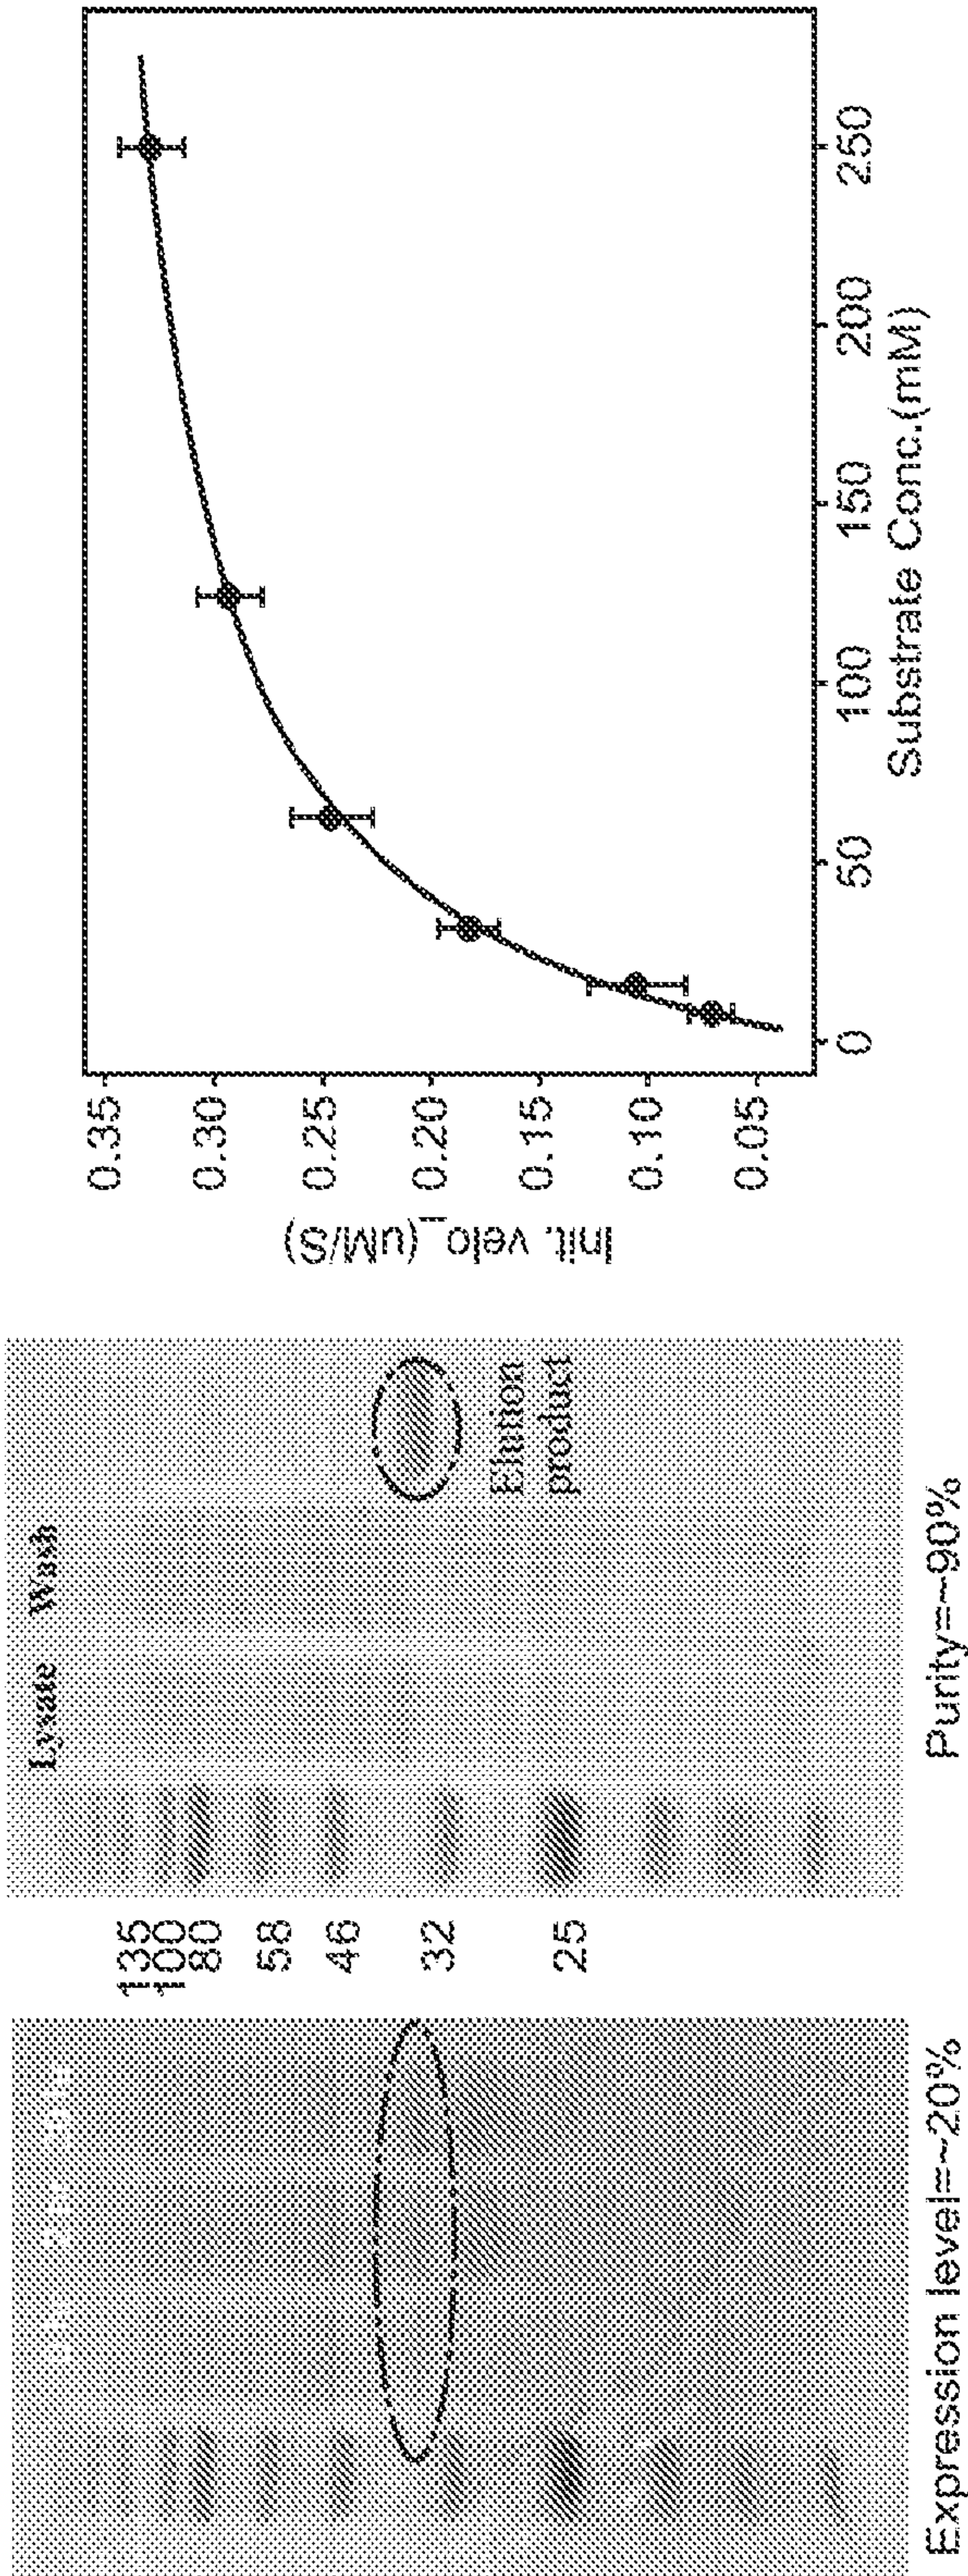 135
100
80
58
46
32
25
Expression level=~20%
Lysate Wash
Elution
product
Purity=~90%
Init. velo_(uM/S)
0.35
0.30
0.25
0.20
0.15
0.10
0.05
0 50 100 150 200 250
Substrate Conc.(mM)